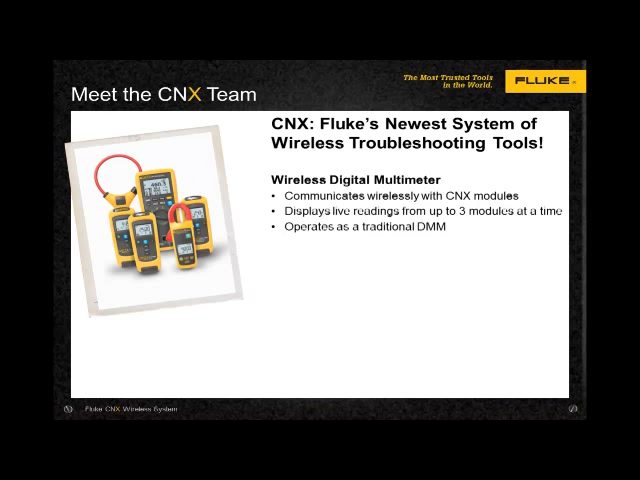 The Most Trusted Tools
in the World.
FLUKE
Meet the CNX Team
CNX: Fluke's Newest System of
Wireless Troubleshooting Tools!
Wireless Digital Multimeter
• Communicates wirelessly with CNX modules
• Displays live readings from up to 3 modules at a time
• Operates as a traditional DMM
Fluke CNX Wireless System